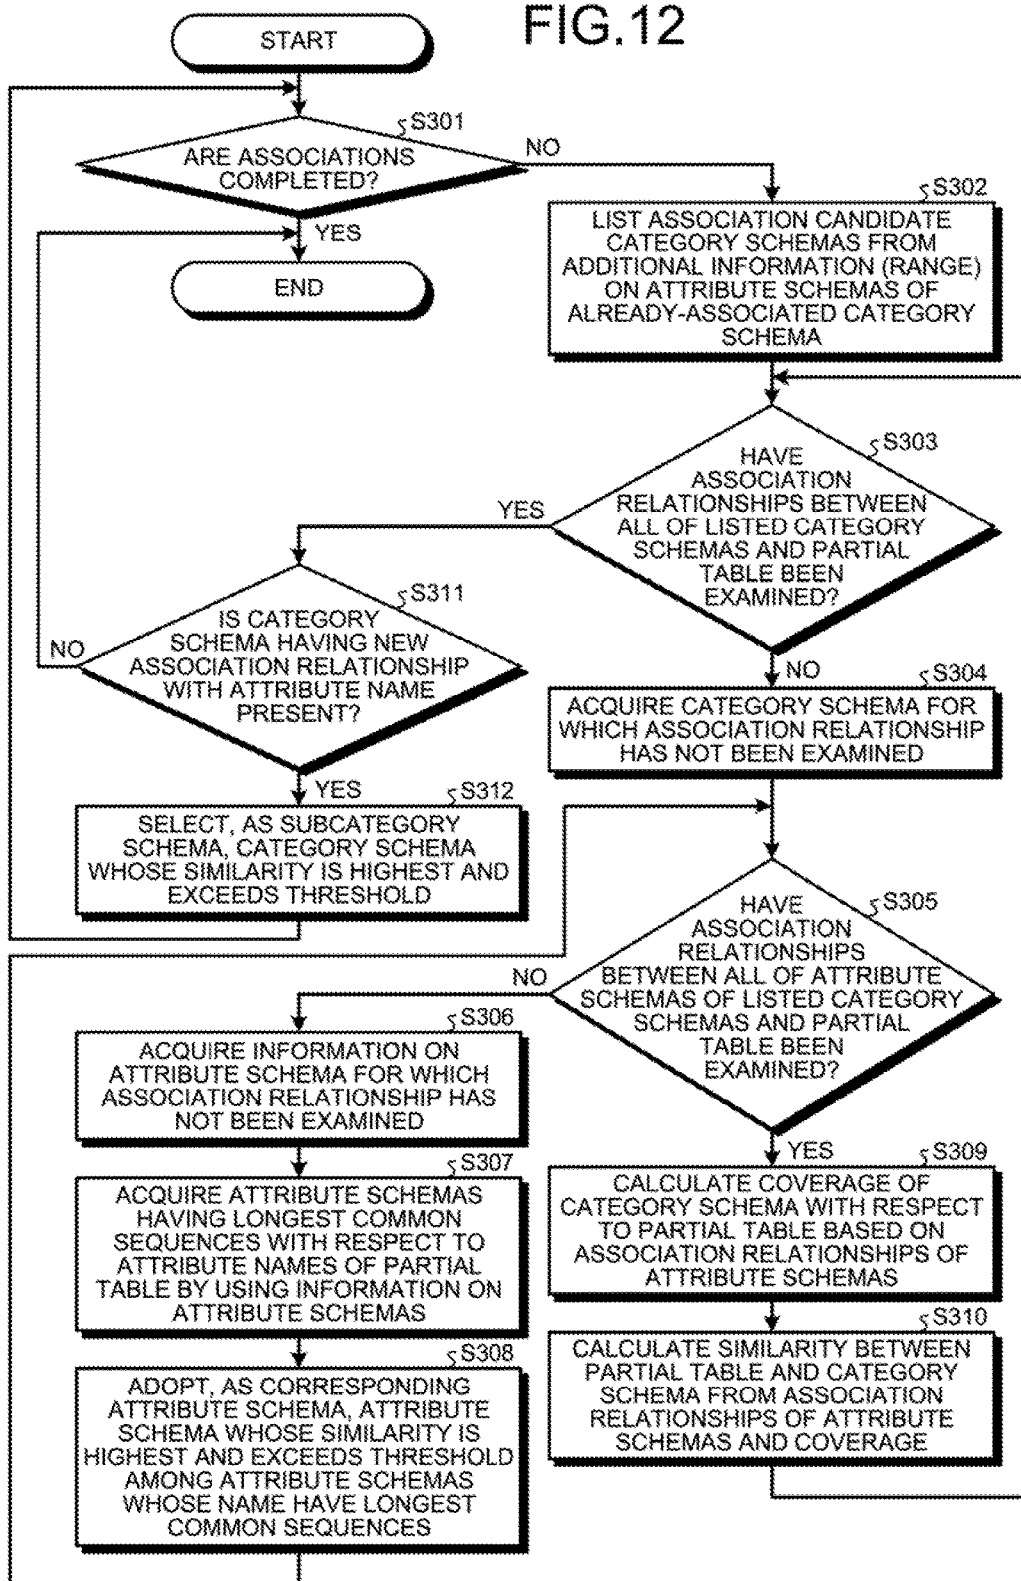 FIG.12
START
S301
ARE ASSOCIATIONS
COMPLETED?
NO
YES
END
S302
LIST ASSOCIATION CANDIDATE
CATEGORY SCHEMAS FROM
ADDITIONAL INFORMATION (RANGE)
ON ATTRIBUTE SCHEMAS OF
ALREADY-ASSOCIATED CATEGORY
SCHEMA
S303
HAVE
ASSOCIATION
RELATIONSHIPS BETWEEN
ALL OF LISTED CATEGORY
SCHEMAS AND PARTIAL
TABLE BEEN
EXAMINED?
YES
NO
S311
IS CATEGORY
SCHEMA HAVING NEW
ASSOCIATION RELATIONSHIP
WITH ATTRIBUTE NAME
PRESENT?
NO
YES
S304
ACQUIRE CATEGORY SCHEMA FOR
WHICH ASSOCIATION RELATIONSHIP
HAS NOT BEEN EXAMINED
S312
SELECT, AS SUBCATEGORY
SCHEMA, CATEGORY SCHEMA
WHOSE SIMILARITY IS HIGHEST AND
EXCEEDS THRESHOLD
S305
HAVE
ASSOCIATION
RELATIONSHIPS
BETWEEN ALL OF ATTRIBUTE
SCHEMAS OF LISTED CATEGORY
SCHEMAS AND PARTIAL
TABLE BEEN
EXAMINED?
NO
YES
S306
ACQUIRE INFORMATION ON
ATTRIBUTE SCHEMA FOR WHICH
ASSOCIATION RELATIONSHIP HAS
NOT BEEN EXAMINED
S307
ACQUIRE ATTRIBUTE SCHEMAS
HAVING LONGEST COMMON
SEQUENCES WITH RESPECT TO
ATTRIBUTE NAMES OF PARTIAL
TABLE BY USING INFORMATION ON
ATTRIBUTE SCHEMAS
S308
ADOPT, AS CORRESPONDING
ATTRIBUTE SCHEMA, ATTRIBUTE
SCHEMA WHOSE SIMILARITY IS
HIGHEST AND EXCEEDS THRESHOLD
AMONG ATTRIBUTE SCHEMAS
WHOSE NAME HAVE LONGEST
COMMON SEQUENCES
S309
CALCULATE COVERAGE OF
CATEGORY SCHEMA WITH RESPECT
TO PARTIAL TABLE BASED ON
ASSOCIATION RELATIONSHIPS OF
ATTRIBUTE SCHEMAS
S310
CALCULATE SIMILARITY BETWEEN
PARTIAL TABLE AND CATEGORY
SCHEMA FROM ASSOCIATION
RELATIONSHIPS OF ATTRIBUTE
SCHEMAS AND COVERAGE